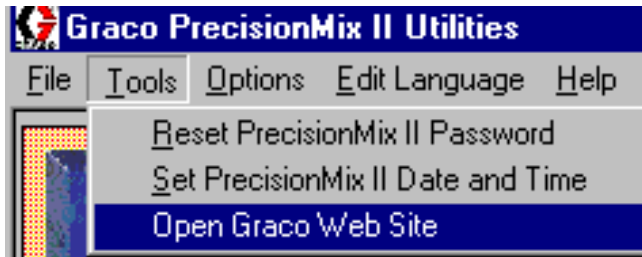 Graco PrecisionMix II Utilities
File Tools Options Edit Language Help
Reset PrecisionMix II Password
Set PrecisionMix II Date and Time
Open Graco Web Site